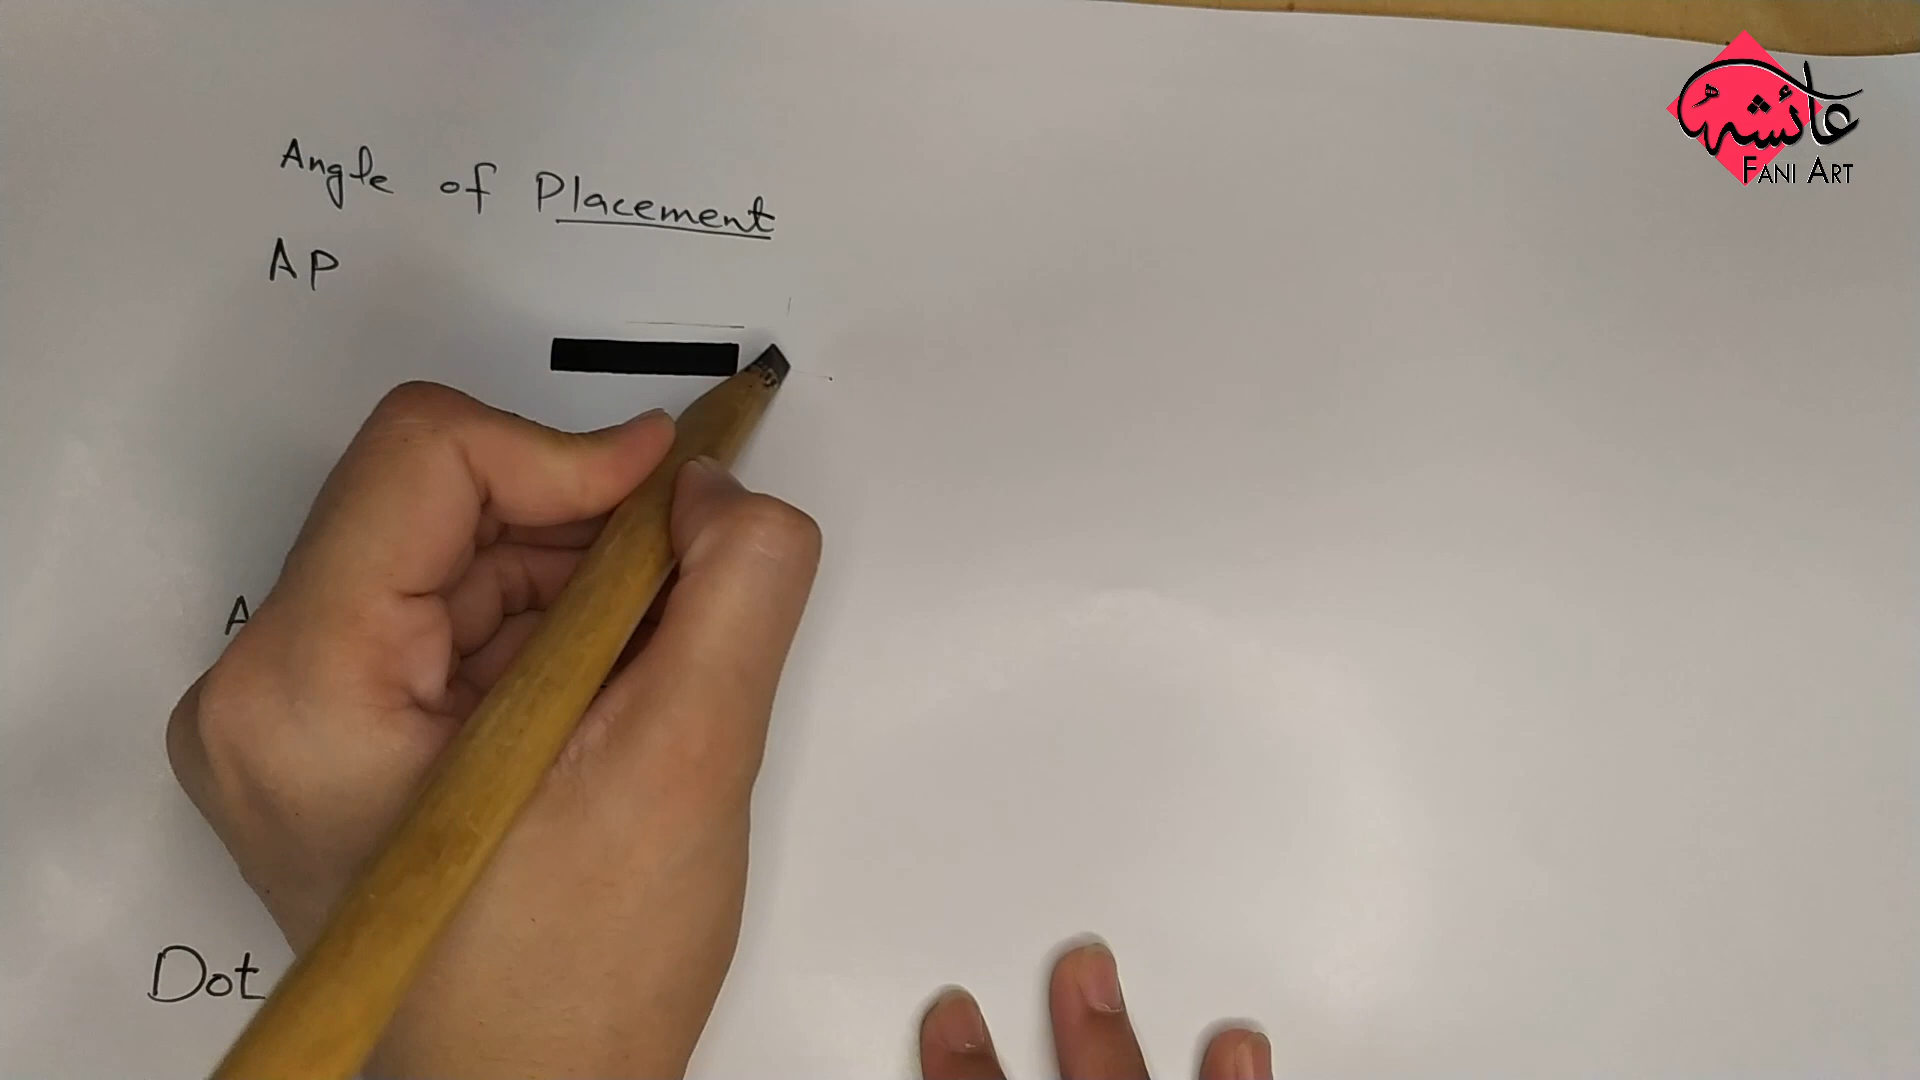 Angle of Placement
AP
A
Dot
عائشہ
FANI ART